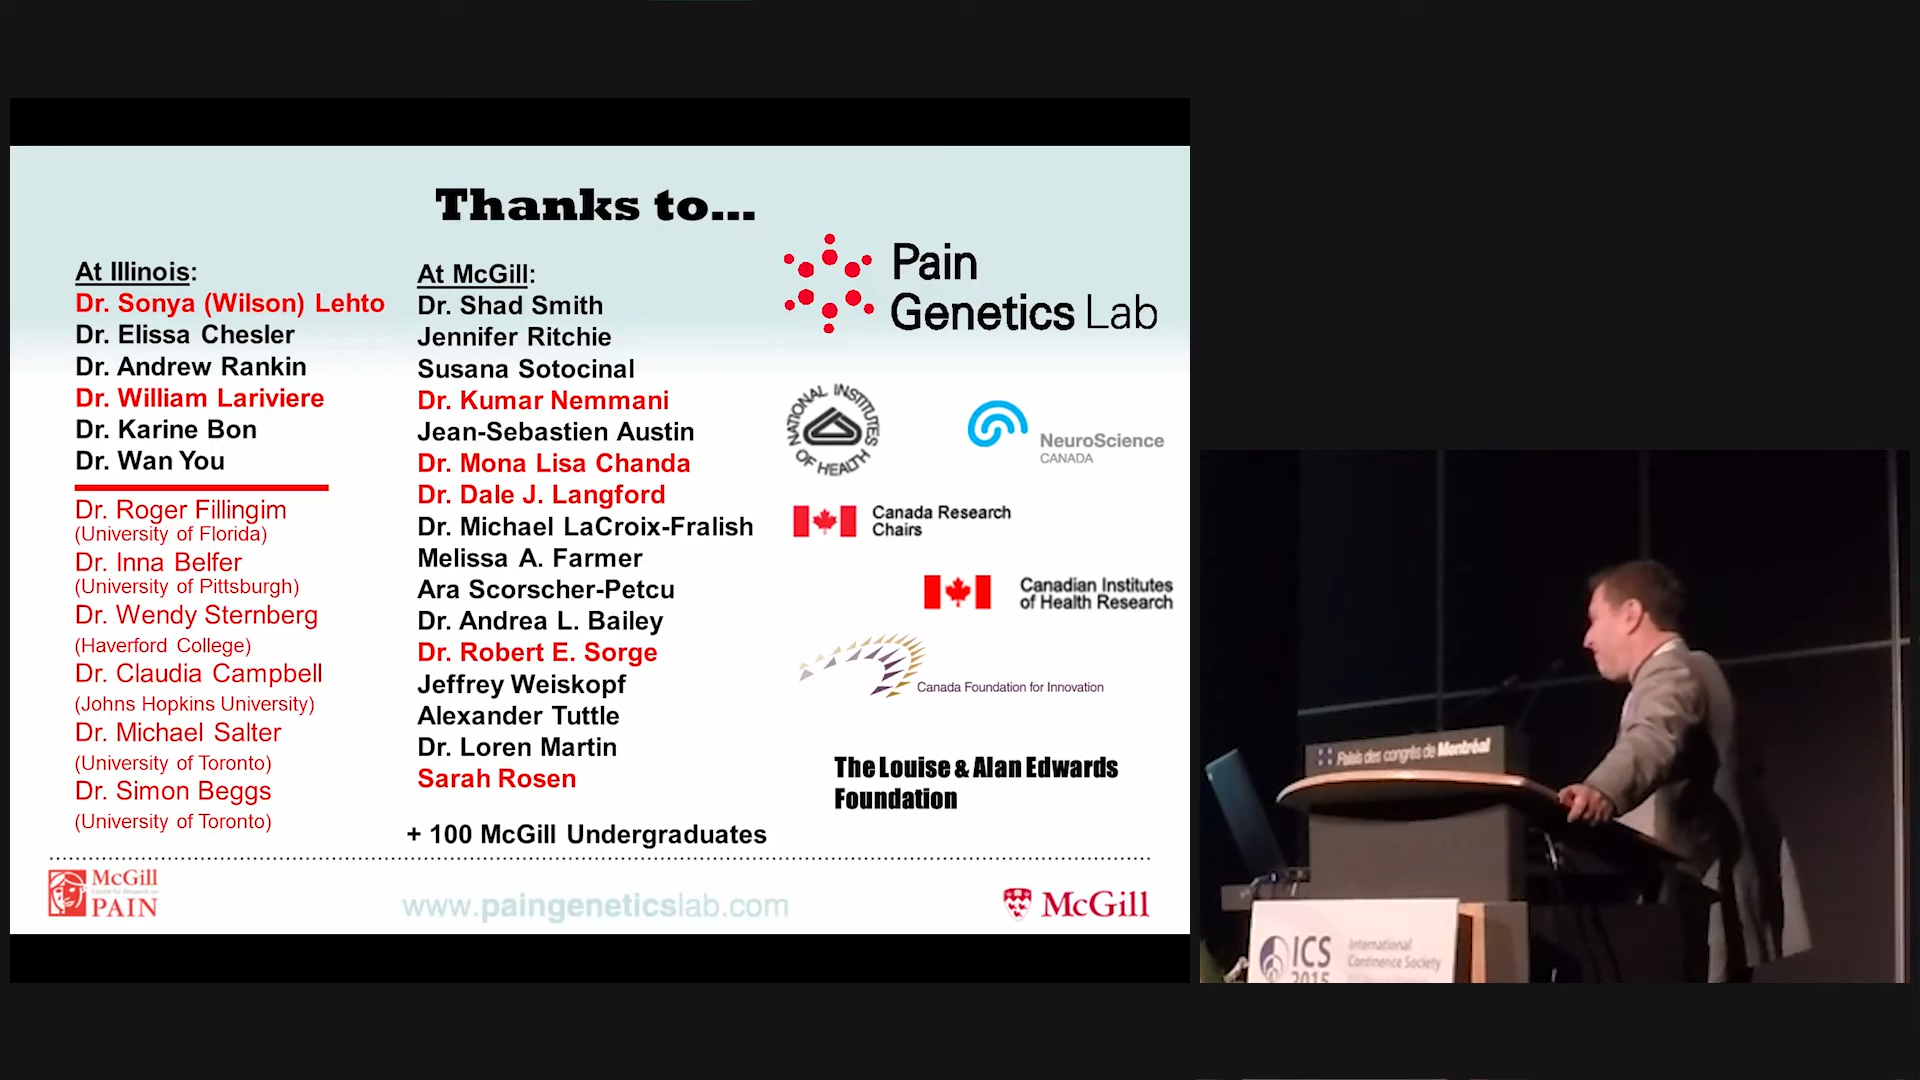 Thanks to...
At Illinois:
Dr. Sonya (Wilson) Lehto
Dr. Elissa Chesler
Dr. Andrew Rankin
Dr. William Lariviere
Dr. Karine Bon
Dr. Wan You
Dr. Roger Fillingim
(University of Florida)
Dr. Inna Belfer
(University of Pittsburgh)
Dr. Wendy Sternberg
(Haverford College)
Dr. Claudia Campbell
(Johns Hopkins University)
Dr. Michael Salter
(University of Toronto)
Dr. Simon Beggs
(University of Toronto)
At McGill:
Dr. Shad Smith
Jennifer Ritchie
Susana Sotocinal
Dr. Kumar Nemmani
Jean-Sebastien Austin
Dr. Mona Lisa Chanda
Dr. Dale J. Langford
Dr. Michael LaCroix-Fralish
Melissa A. Farmer
Ara Scorscher-Petcu
Dr. Andrea L. Bailey
Dr. Robert E. Sorge
Jeffrey Weiskopf
Alexander Tuttle
Dr. Loren Martin
Sarah Rosen
+ 100 McGill Undergraduates
Pain
Genetics Lab
NATIONAL INSTITUTES
OF HEALTH
NeuroScience
CANADA
Canada Research
Chairs
Canadian Institutes
of Health Research
Canada Foundation for Innovation
The Louise & Alan Edwards
Foundation
McGill
PAIN
www.paingeneticslab.com
McGill
Palais des congrès de Montréal
ICS
2015
International
Continence Society